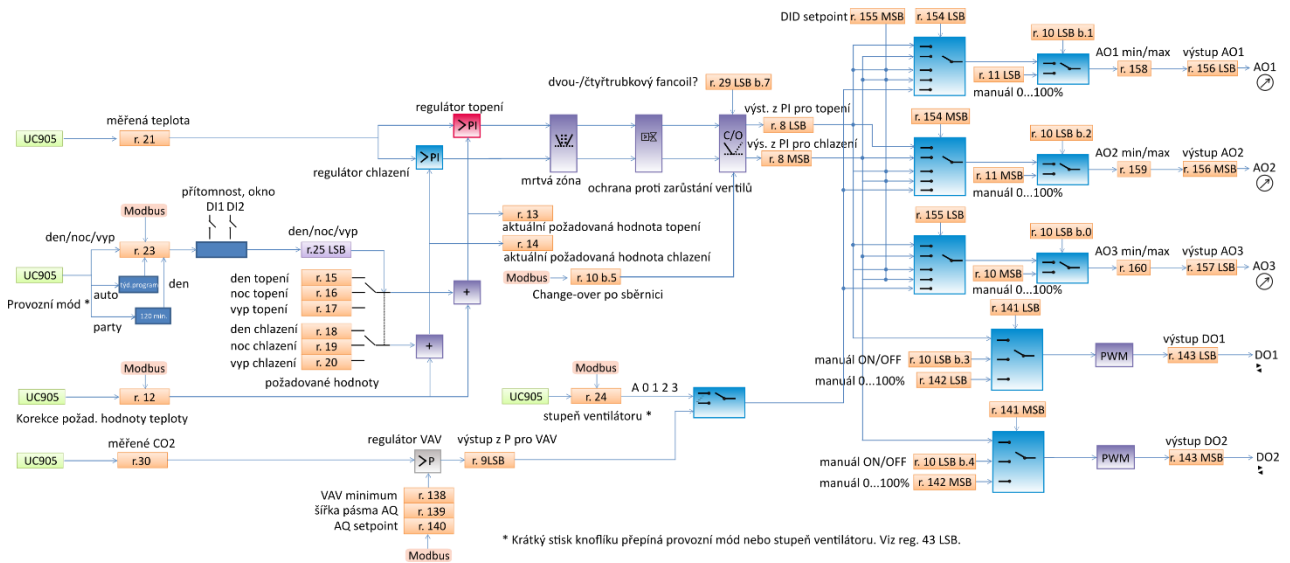 DID setpoint
r. 155 MSB
r. 154 LSB
r. 10 LSB b.1
AO1 min/max
výstup AO1
r. 158
r. 156 LSB
AO1
r. 11 LSB
manuál 0...100%
dvou-/čtyřtrubkový fancoil?
r. 29 LSB b.7
regulátor topení
výst. z PI pro topení
r. 8 LSB
výs. z PI pro chlazení
r. 8 MSB
měřená teplota
UC905
r. 21
>PI
>PI
C/O
regulátor chlazení
mrtvá zóna
ochrana proti zarůstání ventilů
r. 154 MSB
r. 10 LSB b.2
AO2 min/max
výstup AO2
r. 159
r. 156 MSB
AO2
r. 11 MSB
manuál 0...100%
přítomnost, okno
DI1 DI2
Modbus
den/noc/vyp
r. 23
den/noc/vyp
r.25 LSB
UC905
auto
týd program
den
Provozní mód *
party
120 min.
r. 13
aktuální požadovaná hodnota topení
r. 14
aktuální požadovaná hodnota chlazení
Modbus
r. 10 b.5
Change-over po sběrnici
r. 155 LSB
r. 10 LSB b.0
AO3 min/max
výstup AO3
r. 160
r. 157 LSB
AO3
r. 10 MSB
manuál 0...100%
den topení
r. 15
noc topení
r. 16
vyp topení
r. 17
+
den chlazení
r. 18
noc chlazení
r. 19
vyp chlazení
r. 20
+
požadované hodnoty
r. 141 LSB
manuál ON/OFF
r. 10 LSB b.3
manuál 0...100%
r. 142 LSB
PWM
výstup DO1
r. 143 LSB
DO1
Modbus
UC905
r. 12
Korekce požad. hodnoty teploty
Modbus
UC905
r. 24
A 0 1 2 3
stupeň ventilátoru *
r. 141 MSB
manuál ON/OFF
r. 10 LSB b.4
manuál 0...100%
r. 142 MSB
PWM
výstup DO2
r. 143 MSB
DO2
měřené CO2
UC905
r.30
regulátor VAV
>P
výstup z P pro VAV
r. 9LSB
VAV minimum
r. 138
šířka pásma AQ
r. 139
AQ setpoint
r. 140
Modbus
* Krátký stisk knoflíku přepíná provozní mód nebo stupeň ventilátoru. Viz reg. 43 LSB.